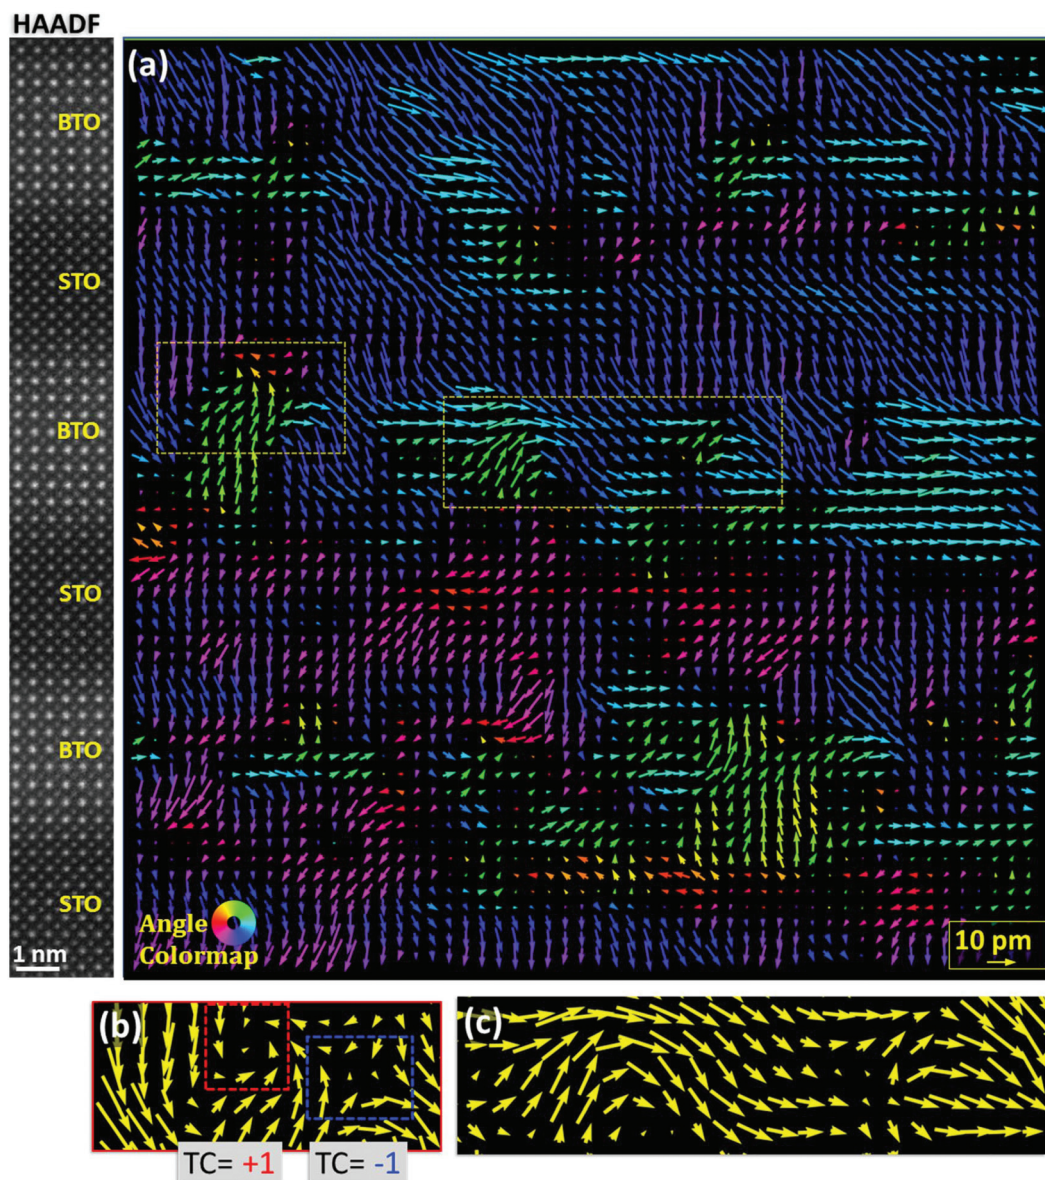 HAADF
(a)
BTO
STO
BTO
STO
BTO
STO
1 nm
Angle
Colormap
10 pm
(b)
(c)
TC= +1
TC= -1